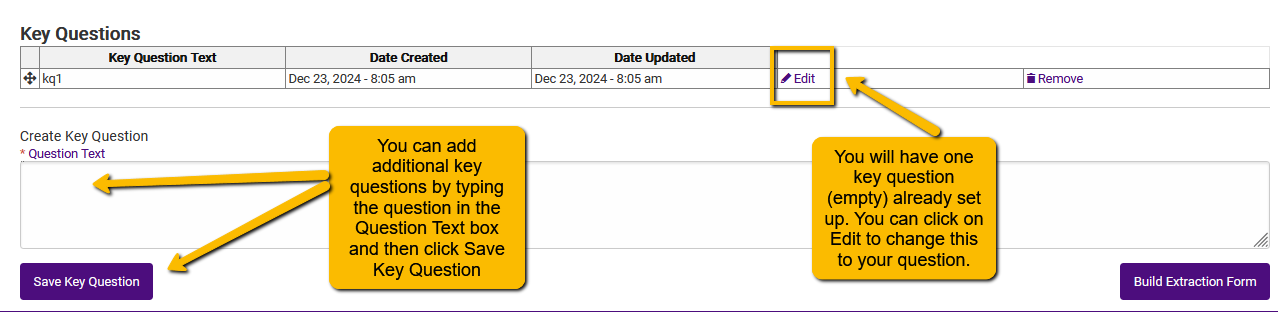 Key Questions
Key Question Text Date Created Date Updated
kq1 Dec 23, 2024 - 8:05 am Dec 23, 2024 - 8:05 am Edit Remove
Create Key Question
* Question Text
You can add
additional key
questions by typing
the question in the
Question Text box
and then click Save
Key Question
You will have one
key question
(empty) already set
up. You can click on
Edit to change this
to your question.
Save Key Question
Build Extraction Form